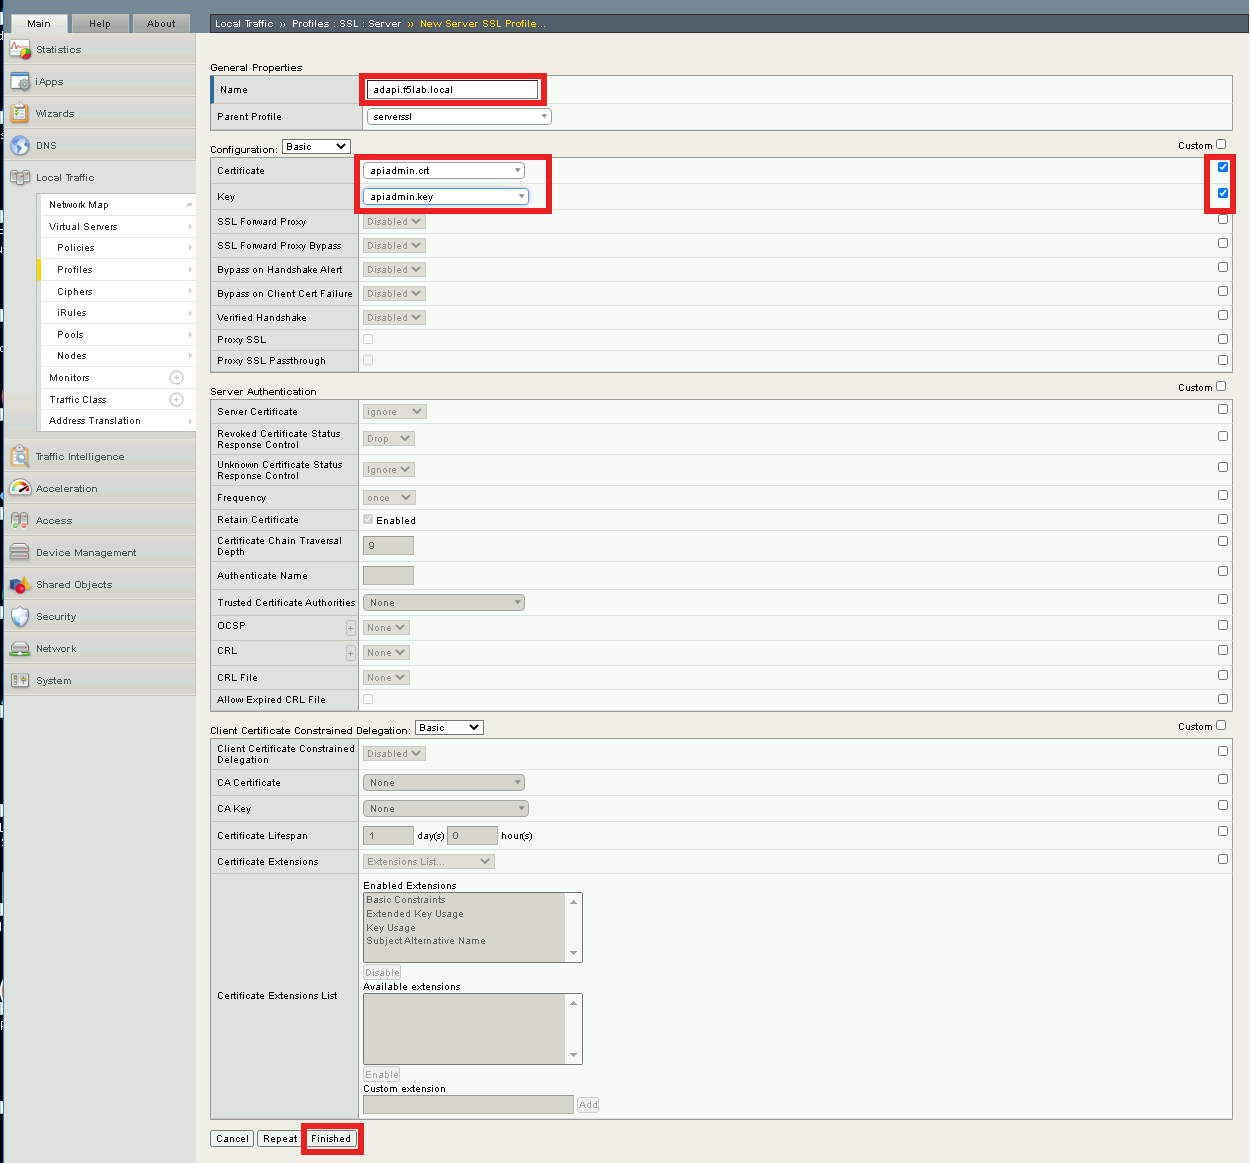 Main
Help
About
Local Traffic » Profiles : SSL : Server » New Server SSL Profile...
Statistics
iApps
Wizards
DNS
Local Traffic
Network Map
Virtual Servers
Policies
Profiles
Ciphers
iRules
Pools
Nodes
Monitors
Traffic Class
Address Translation
Traffic Intelligence
Acceleration
Access
Device Management
Shared Objects
Security
Network
System
General Properties
Name adapi.f5lab.local
Parent Profile serverssl
Configuration: Basic Custom
Certificate apiadmin.crt
Key apiadmin.key
SSL Forward Proxy Disabled
SSL Forward Proxy Bypass Disabled
Bypass on Handshake Alert Disabled
Bypass on Client Cert Failure Disabled
Verified Handshake Disabled
Proxy SSL
Proxy SSL Passthrough
Server Authentication Custom
Server Certificate ignore
Revoked Certificate Status
Response Control Drop
Unknown Certificate Status
Response Control Ignore
Frequency once
Retain Certificate Enabled
Certificate Chain Traversal
Depth 9
Authenticate Name
Trusted Certificate Authorities None
OCSP + None
CRL + None
CRL File None
Allow Expired CRL File
Client Certificate Constrained Delegation: Basic Custom
Client Certificate Constrained
Delegation Disabled
CA Certificate None
CA Key None
Certificate Lifespan 1 day(s) 0 hour(s)
Certificate Extensions Extensions List...
Certificate Extensions List
Enabled Extensions
Basic Constraints
Extended Key Usage
Key Usage
Subject Alternative Name
Disable
Available extensions
Enable
Custom extension
Add
Cancel Repeat Finished